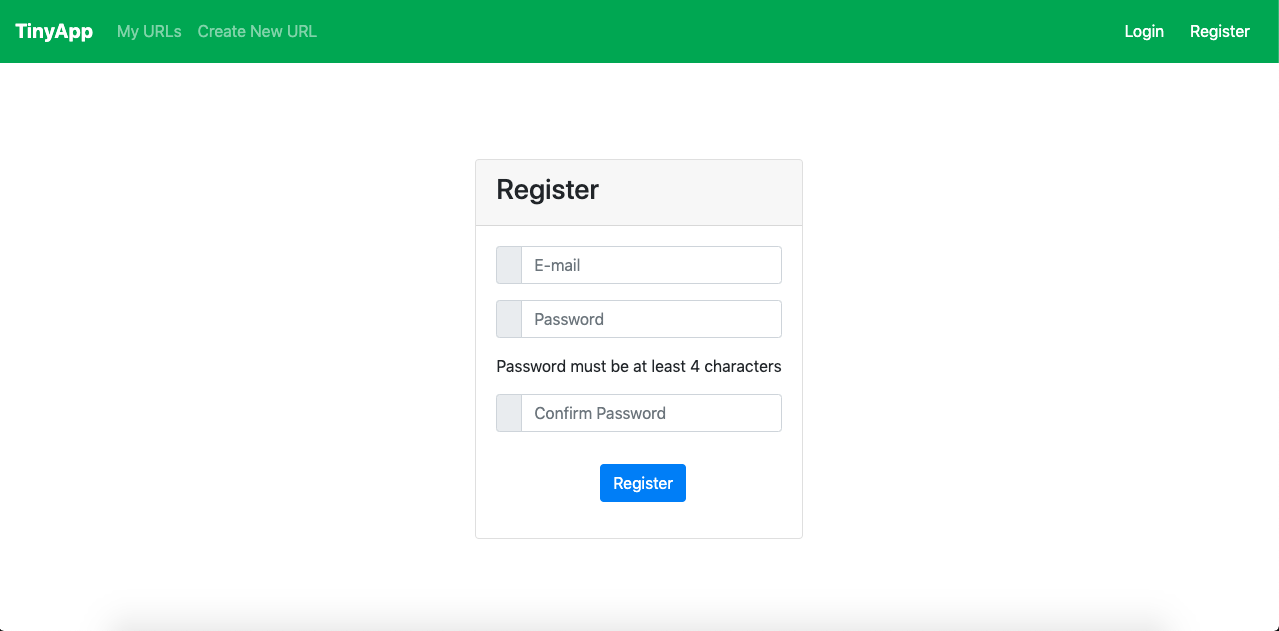 TinyApp My URLs Create New URL Login Register
Register
E-mail
Password
Password must be at least 4 characters
Confirm Password
Register